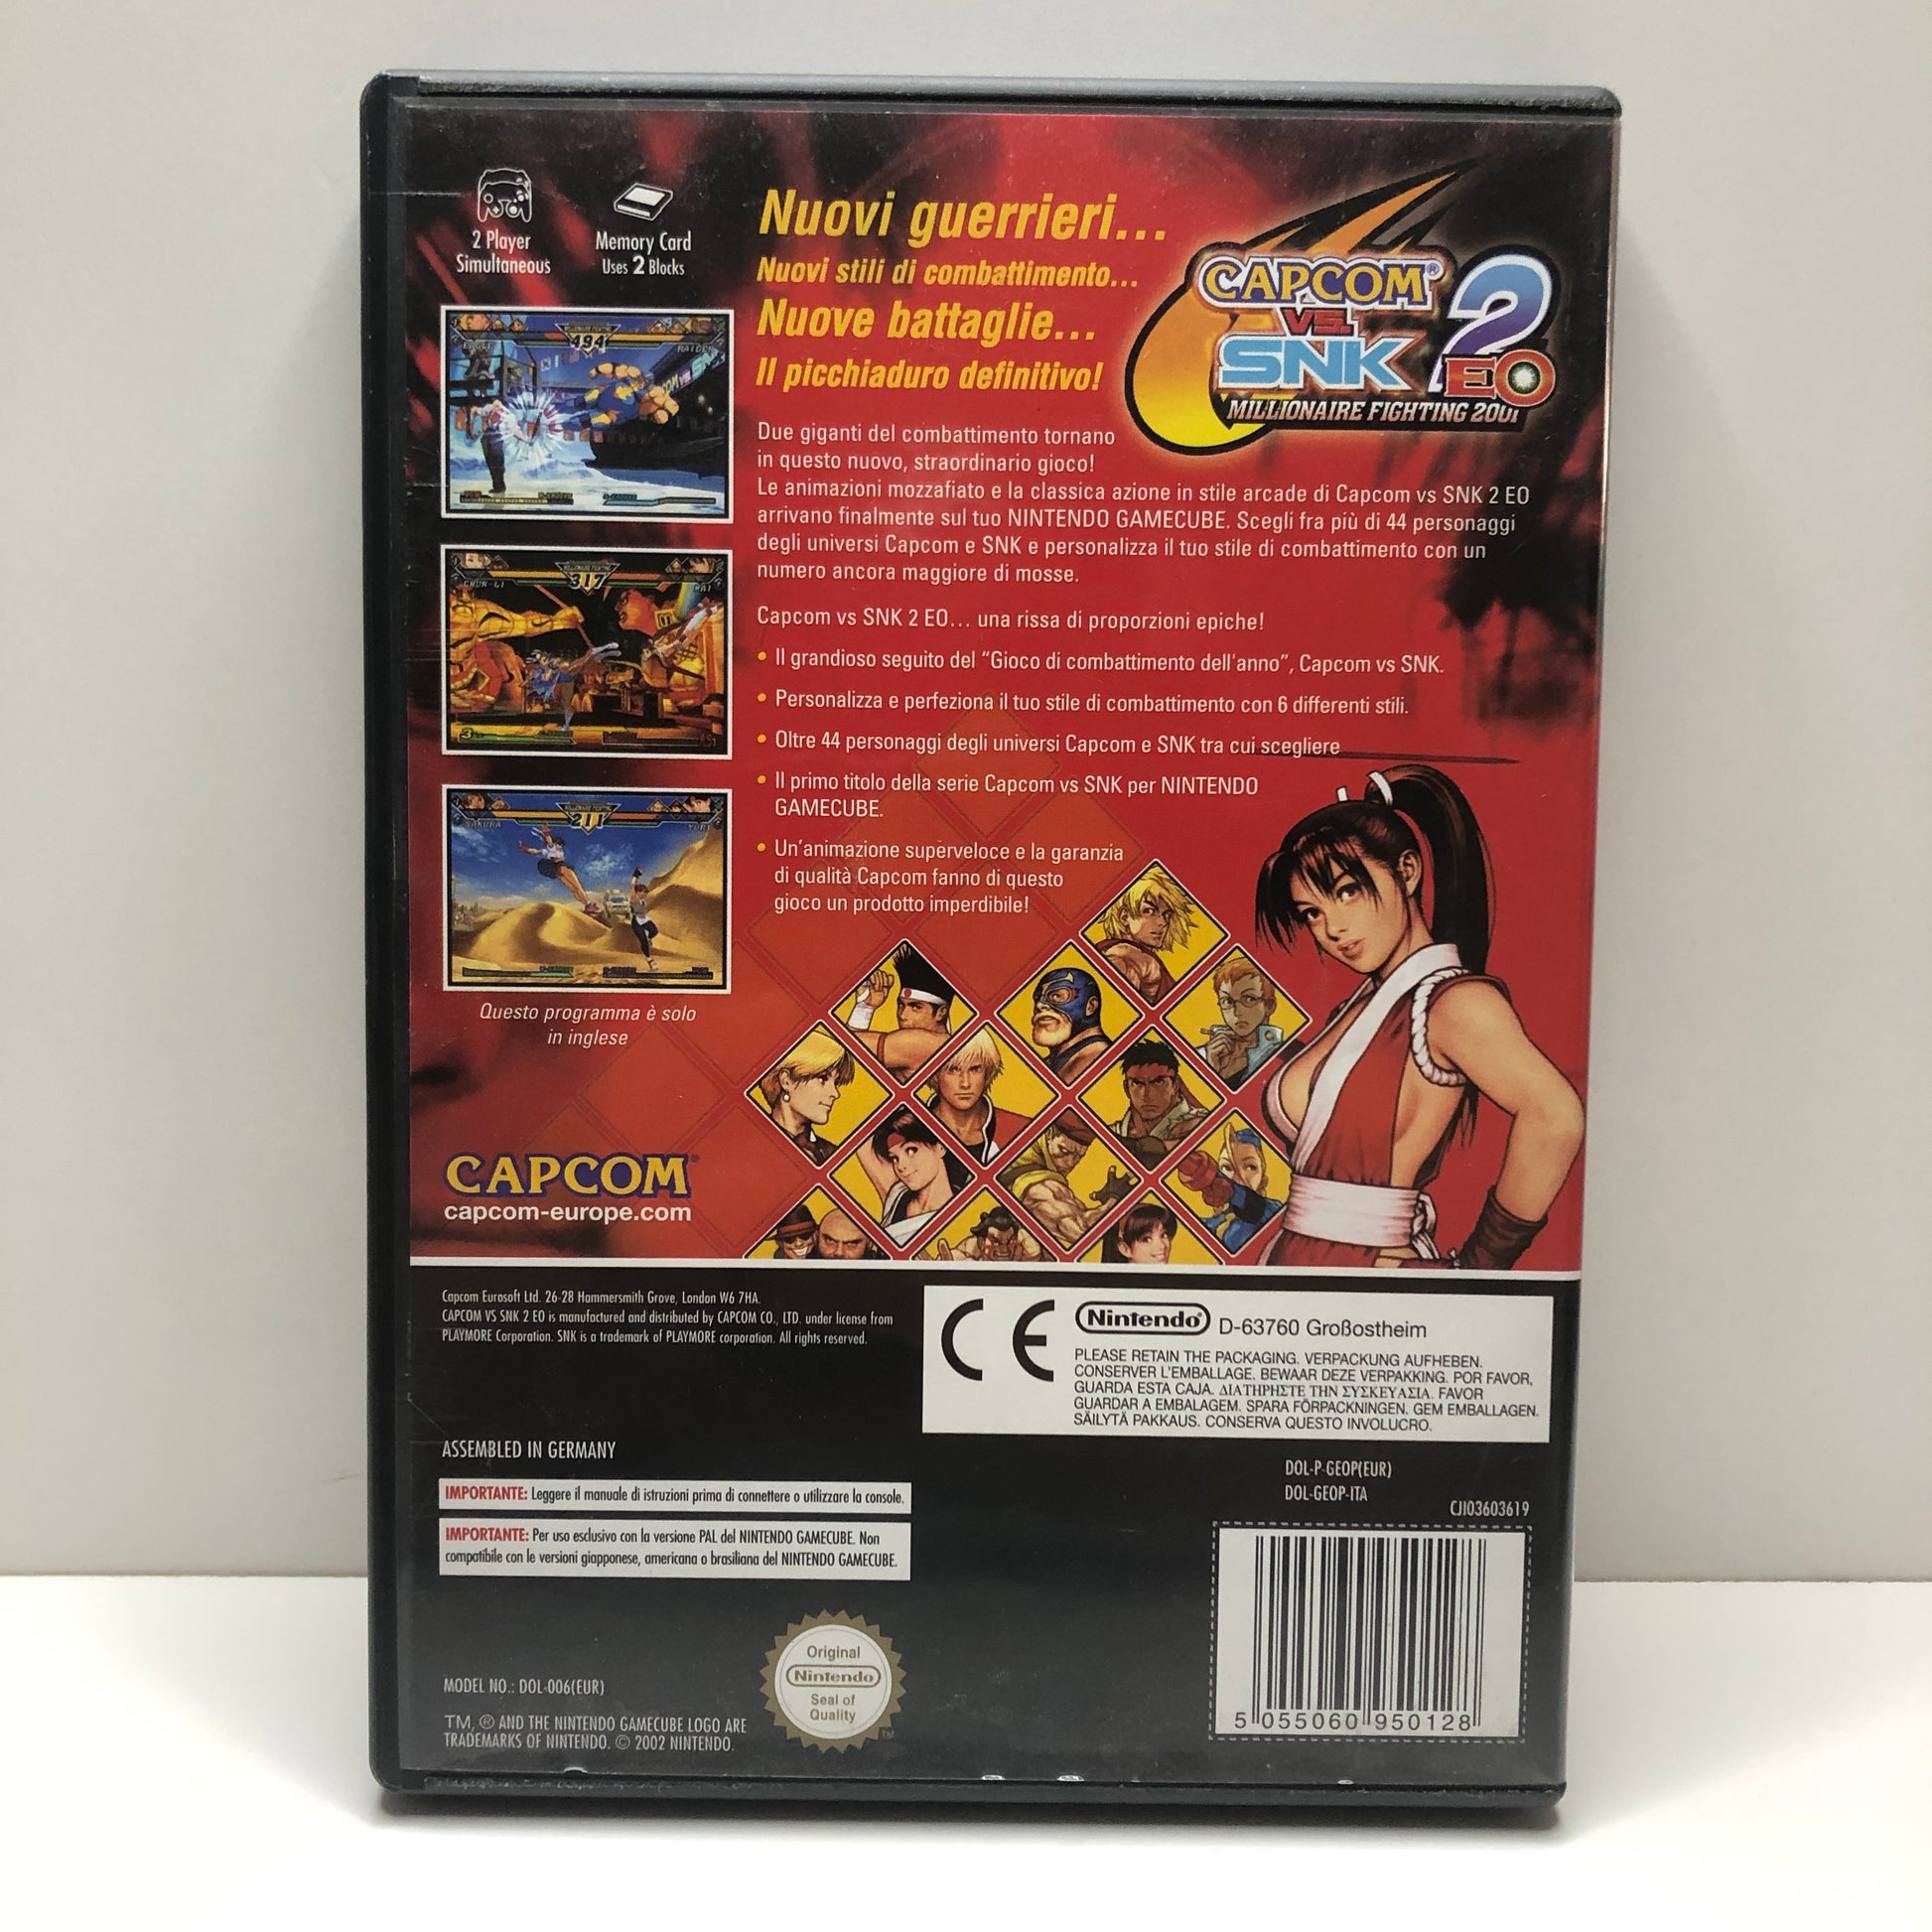 2 Player
Simultaneous
Memory Card
Uses 2 Blocks
Nuovi guerrieri...
Nuovi stili di combattimento...
Nuove battaglie...
Il picchiaduro definitivo!
CAPCOM®
VS.
SNK 2
EO
MILLIONAIRE FIGHTING 2001
Due giganti del combattimento tornano
in questo nuovo, straordinario gioco!
Le animazioni mozzafiato e la classica azione in stile arcade di Capcom vs SNK 2 EO
arrivano finalmente sul tuo NINTENDO GAMECUBE. Scegli fra più di 44 personaggi
degli universi Capcom e SNK e personalizza il tuo stile di combattimento con un
numero ancora maggiore di mosse.
Capcom vs SNK 2 EO... una rissa di proporzioni epiche!
• Il grandioso seguito del “Gioco di combattimento dell'anno”, Capcom vs SNK.
• Personalizza e perfeziona il tuo stile di combattimento con 6 differenti stili.
• Oltre 44 personaggi degli universi Capcom e SNK tra cui scegliere
• Il primo titolo della serie Capcom vs SNK per NINTENDO
GAMECUBE.
• Un'animazione superveloce e la garanzia
di qualità Capcom fanno di questo
gioco un prodotto imperdibile!
494
EAGLE
RAIDEN
317
CHUN-LI
KAI
211
SAKURA
YURI
Questo programma è solo
in inglese
CAPCOM®
capcom-europe.com
Capcom Eurosoft Ltd. 26-28 Hammersmith Grove, London W6 7HA.
CAPCOM VS SNK 2 EO is manufactured and distributed by CAPCOM CO., LTD. under license from
PLAYMORE Corporation. SNK is a trademark of PLAYMORE corporation. All rights reserved.
CE
Nintendo® D-63760 Großostheim
PLEASE RETAIN THE PACKAGING. VERPACKUNG AUFHEBEN.
CONSERVER L'EMBALLAGE. BEWAAR DEZE VERPAKKING. POR FAVOR,
GUARDA ESTA CAJA. ΔΙΑΤΗΡΗΣΤΕ ΤΗΝ ΣΥΣΚΕΥΑΣΙΑ. FAVOR
GUARDAR A EMBALAGEM. SPARA FÖRPACKNINGEN. GEM EMBALLAGEN.
SÄILYTÄ PAKKAUS. CONSERVA QUESTO INVOLUCRO.
ASSEMBLED IN GERMANY
IMPORTANTE: Leggere il manuale di istruzioni prima di connettere o utilizzare la console.
IMPORTANTE: Per uso esclusivo con la versione PAL del NINTENDO GAMECUBE. Non
compatibile con le versioni giapponese, americana o brasiliana del NINTENDO GAMECUBE.
DOL-P-GEOP(EUR)
DOL-GEOP-ITA
CJI03603619
5 055060 950128
Original
Nintendo
Seal of
Quality
TM
MODEL NO.: DOL-006(EUR)
TM, ® AND THE NINTENDO GAMECUBE LOGO ARE
TRADEMARKS OF NINTENDO. © 2002 NINTENDO.